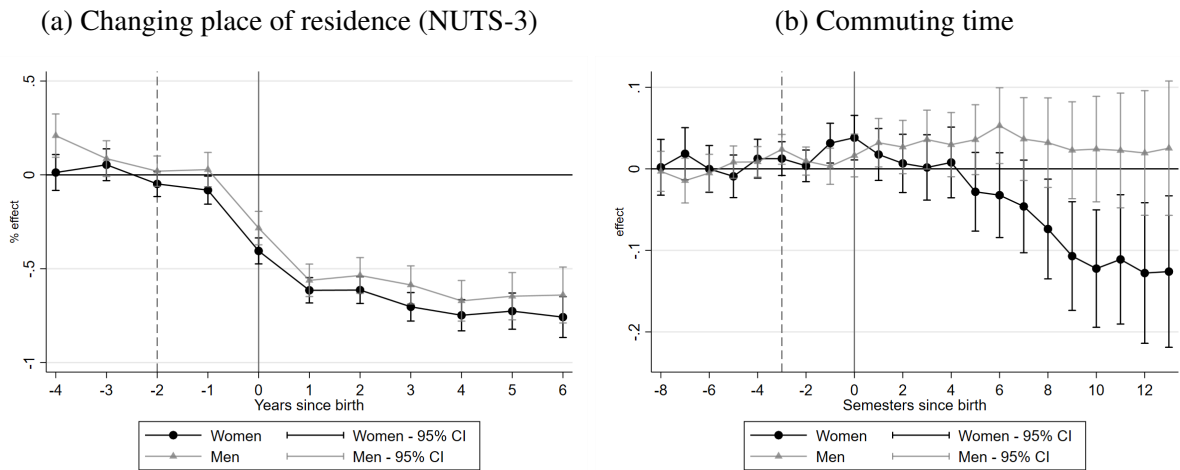 (a) Changing place of residence (NUTS-3)
% effect
.5
0
-.5
-1
-4 -3 -2 -1 0 1 2 3 4 5 6
Years since birth
Women Women - 95% CI
Men Men - 95% CI
(b) Commuting time
effect
.1
0
-.1
-.2
-8 -6 -4 -2 0 2 4 6 8 10 12
Semesters since birth
Women Women - 95% CI
Men Men - 95% CI